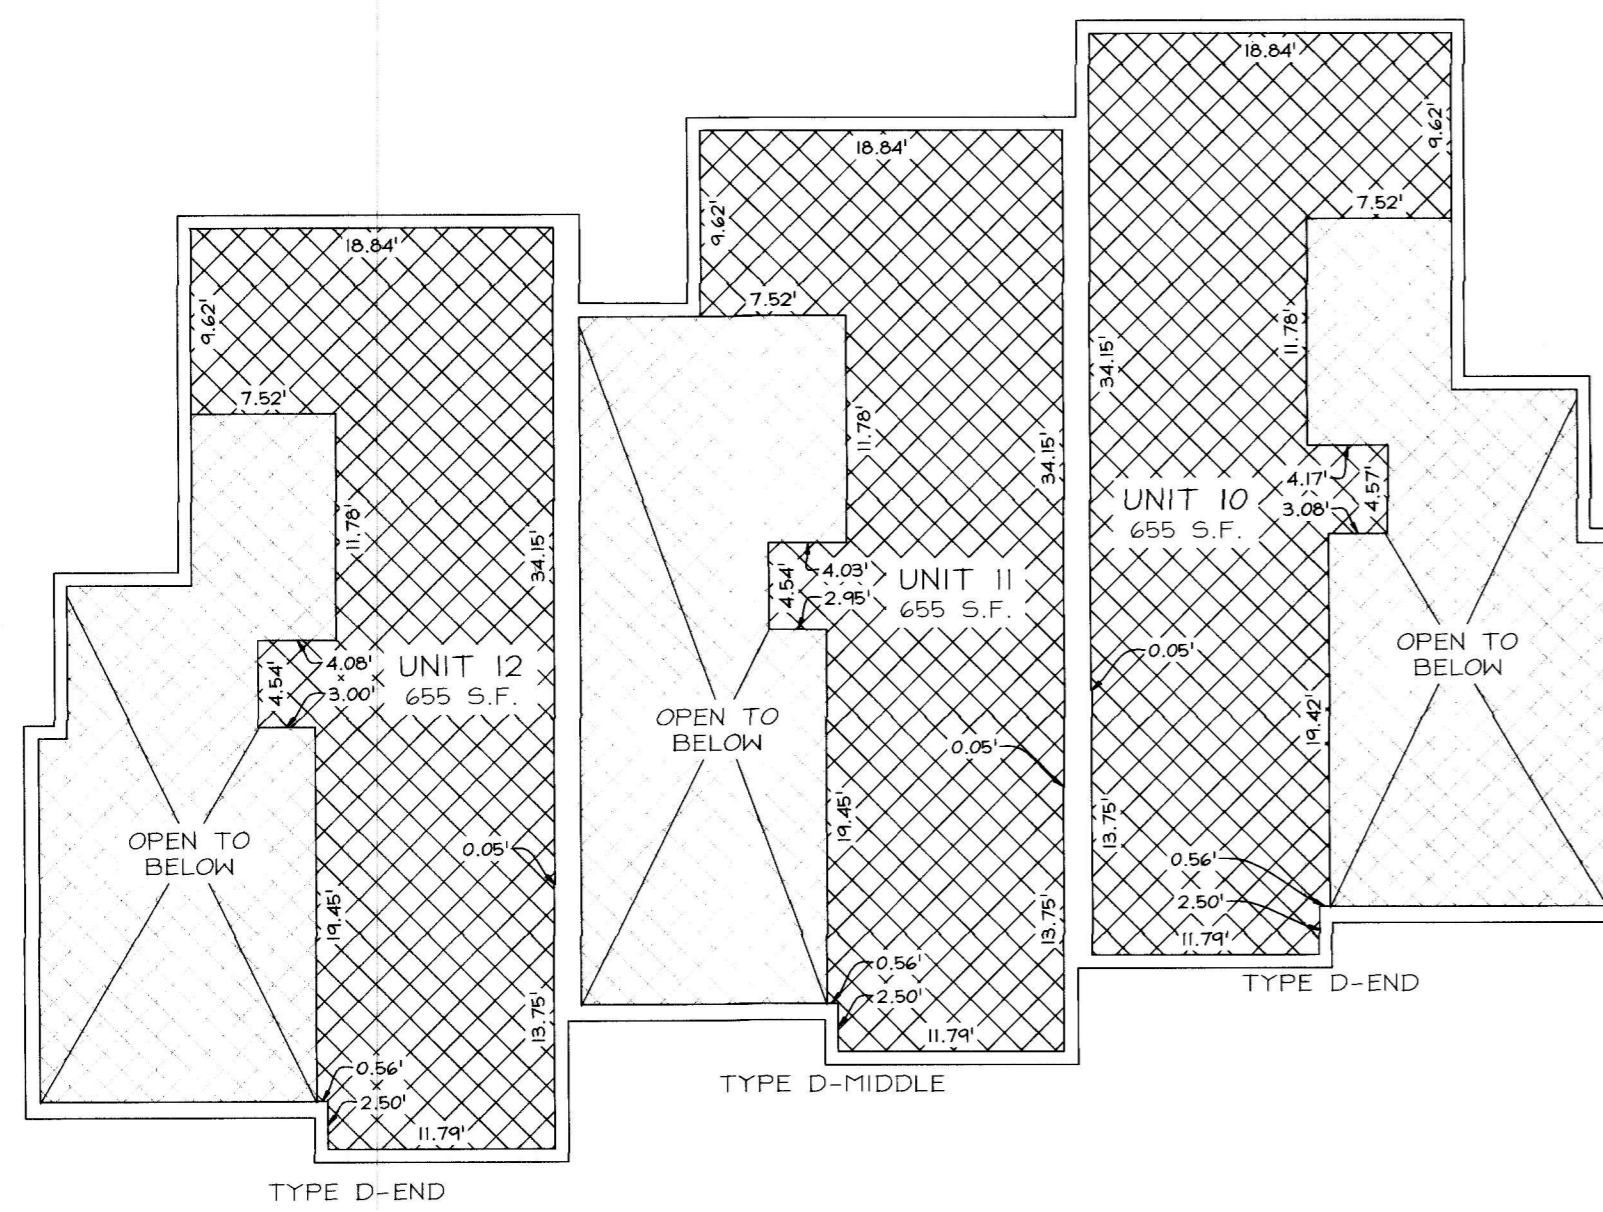 18.84'
9.62'
7.52'
11.78'
34.15'
4.08'
4.54'
3.00'
UNIT 12
655 S.F.
OPEN TO
BELOW
0.05'
19.45'
13.75'
0.56'
2.50'
11.79'
TYPE D-END
18.84'
9.62'
7.52'
11.78'
34.15'
4.03'
4.54'
2.95'
UNIT 11
655 S.F.
OPEN TO
BELOW
0.05'
19.45'
13.75'
0.56'
2.50'
11.79'
TYPE D-MIDDLE
18.84'
9.62'
7.52'
11.78'
34.15'
4.17'
4.57'
3.08'
UNIT 10
655 S.F.
OPEN TO
BELOW
0.05'
19.42'
13.75'
0.56'
2.50'
11.79'
TYPE D-END